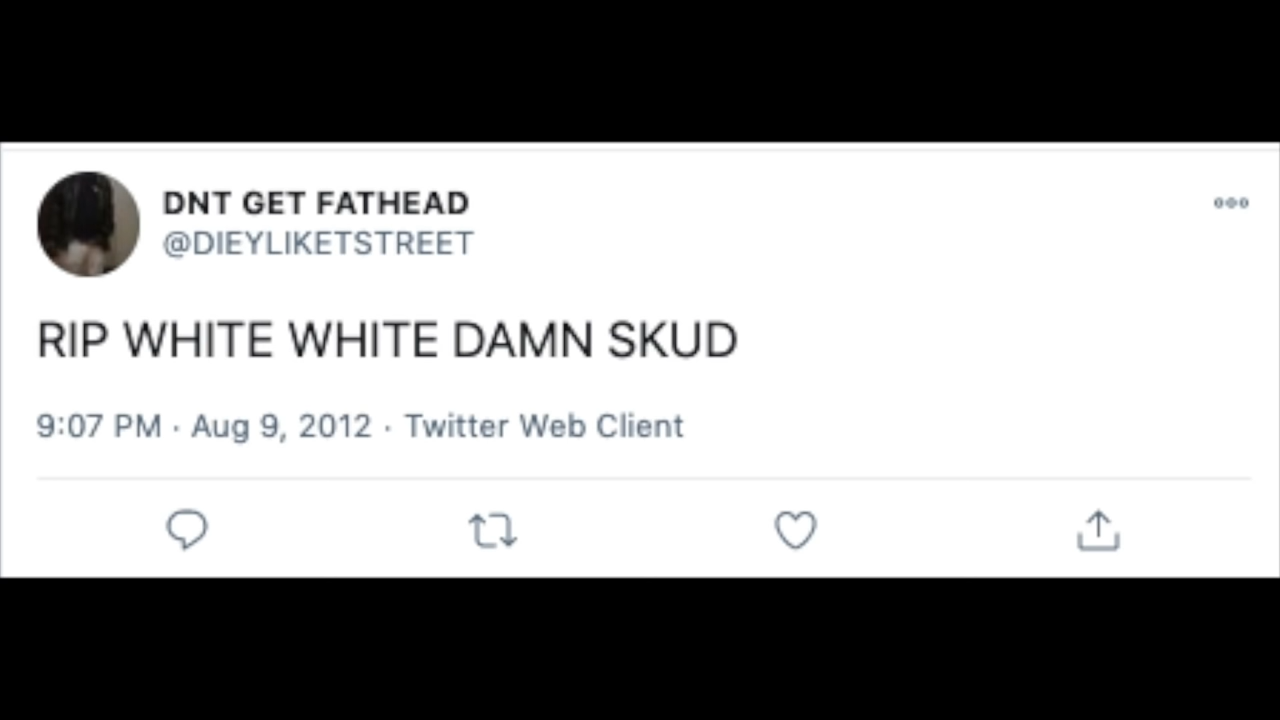 DNT GET FATHEAD
@DIEYLIKETSTREET
RIP WHITE WHITE DAMN SKUD
9:07 PM · Aug 9, 2012 · Twitter Web Client